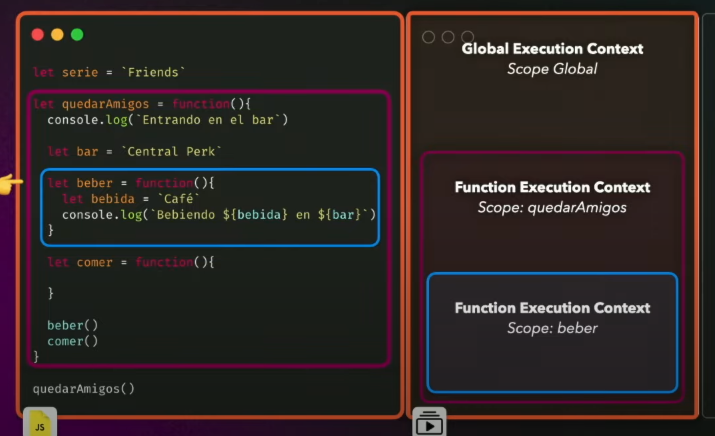 let serie = `Friends`
let quedarAmigos = function(){
console.log(`Entrando en el bar`)
let bar = `Central Perk`
let beber = function(){
let bebida = `Café`
console.log(`Bebiendo ${bebida} en ${bar}`)
}
let comer = function(){
}
beber()
comer()
}
quedarAmigos()
JS
Global Execution Context
Scope Global
Function Execution Context
Scope: quedarAmigos
Function Execution Context
Scope: beber